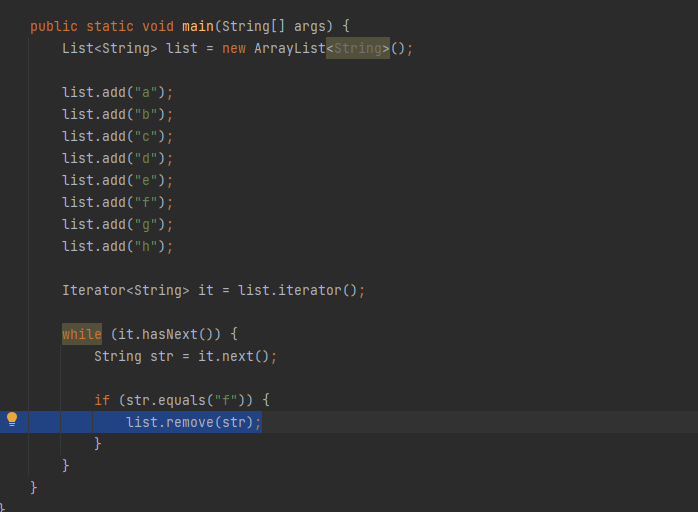 public static void main(String[] args) {
List<String> list = new ArrayList<String>();
list.add("a");
list.add("b");
list.add("c");
list.add("d");
list.add("e");
list.add("f");
list.add("g");
list.add("h");
Iterator<String> it = list.iterator();
while (it.hasNext()) {
String str = it.next();
if (str.equals("f")) {
list.remove(str);
}
}
}
}